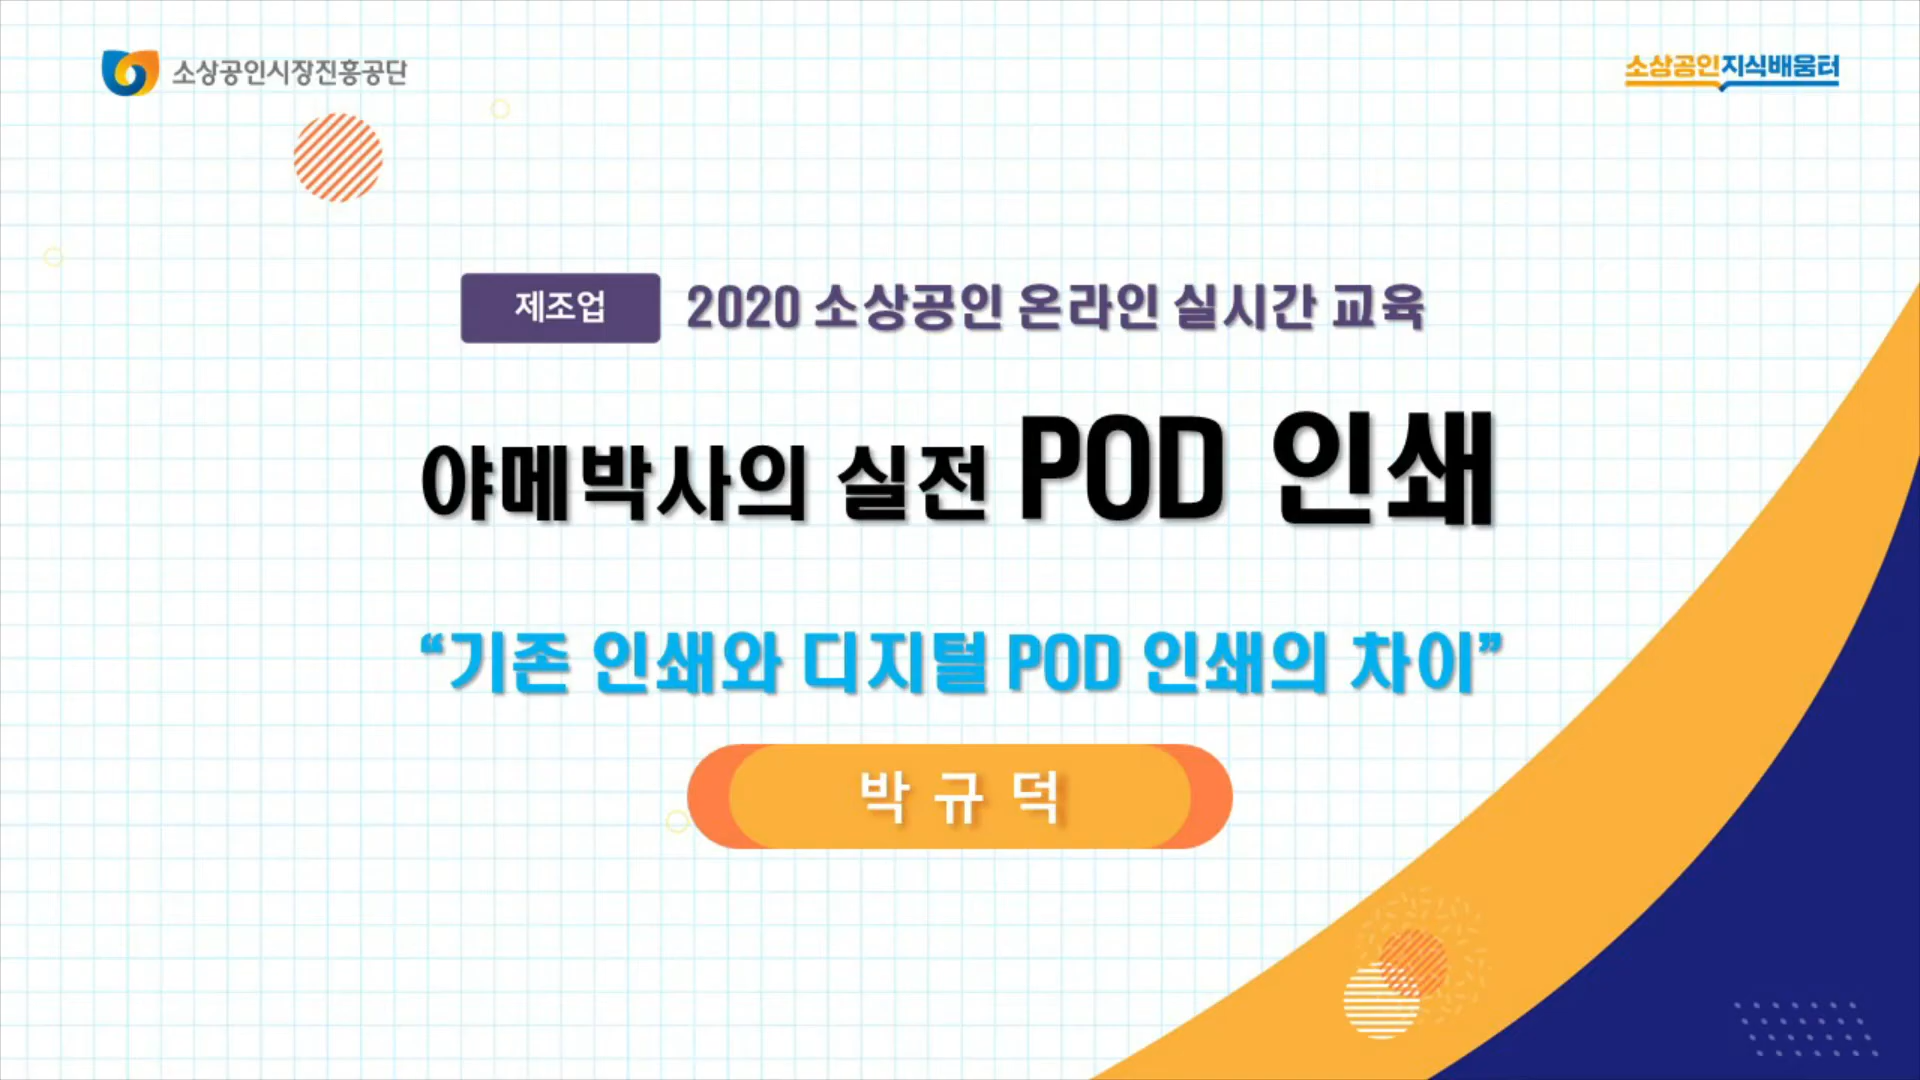 소상공인시장진흥공단
소상공인지식배움터
제조업 2020 소상공인 온라인 실시간 교육
야메박사의 실전 POD 인쇄
“기존 인쇄와 디지털 POD 인쇄의 차이”
박규덕